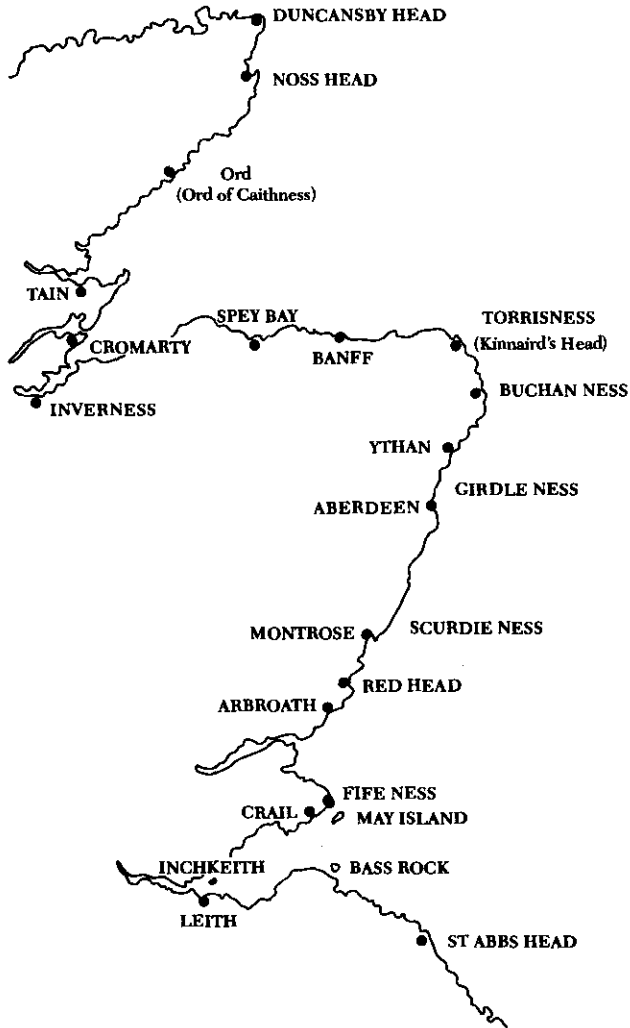 DUNCANSBY HEAD
NOSS HEAD
Ord
(Ord of Caithness)
TAIN
SPEY BAY
TORRISNESS
CROMARTY
BANFF
(Kinnaird's Head)
BUCHAN NESS
INVERNESS
YTHAN
GIRDLE NESS
ABERDEEN
MONTROSE
SCURDIE NESS
RED HEAD
ARBROATH
FIFE NESS
CRAIL
MAY ISLAND
INCHKEITH
BASS ROCK
LEITH
ST ABBS HEAD